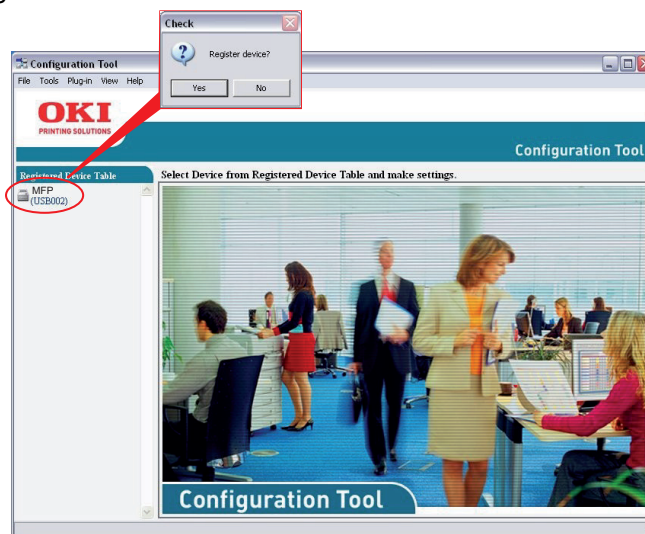 Check
Register device?
Yes No
Configuration Tool
File Tools Plug-in View Help
OKI
PRINTING SOLUTIONS
Configuration Tool
Registered Device Table
Select Device from Registered Device Table and make settings.
MFP
(USB002)
Configuration Tool